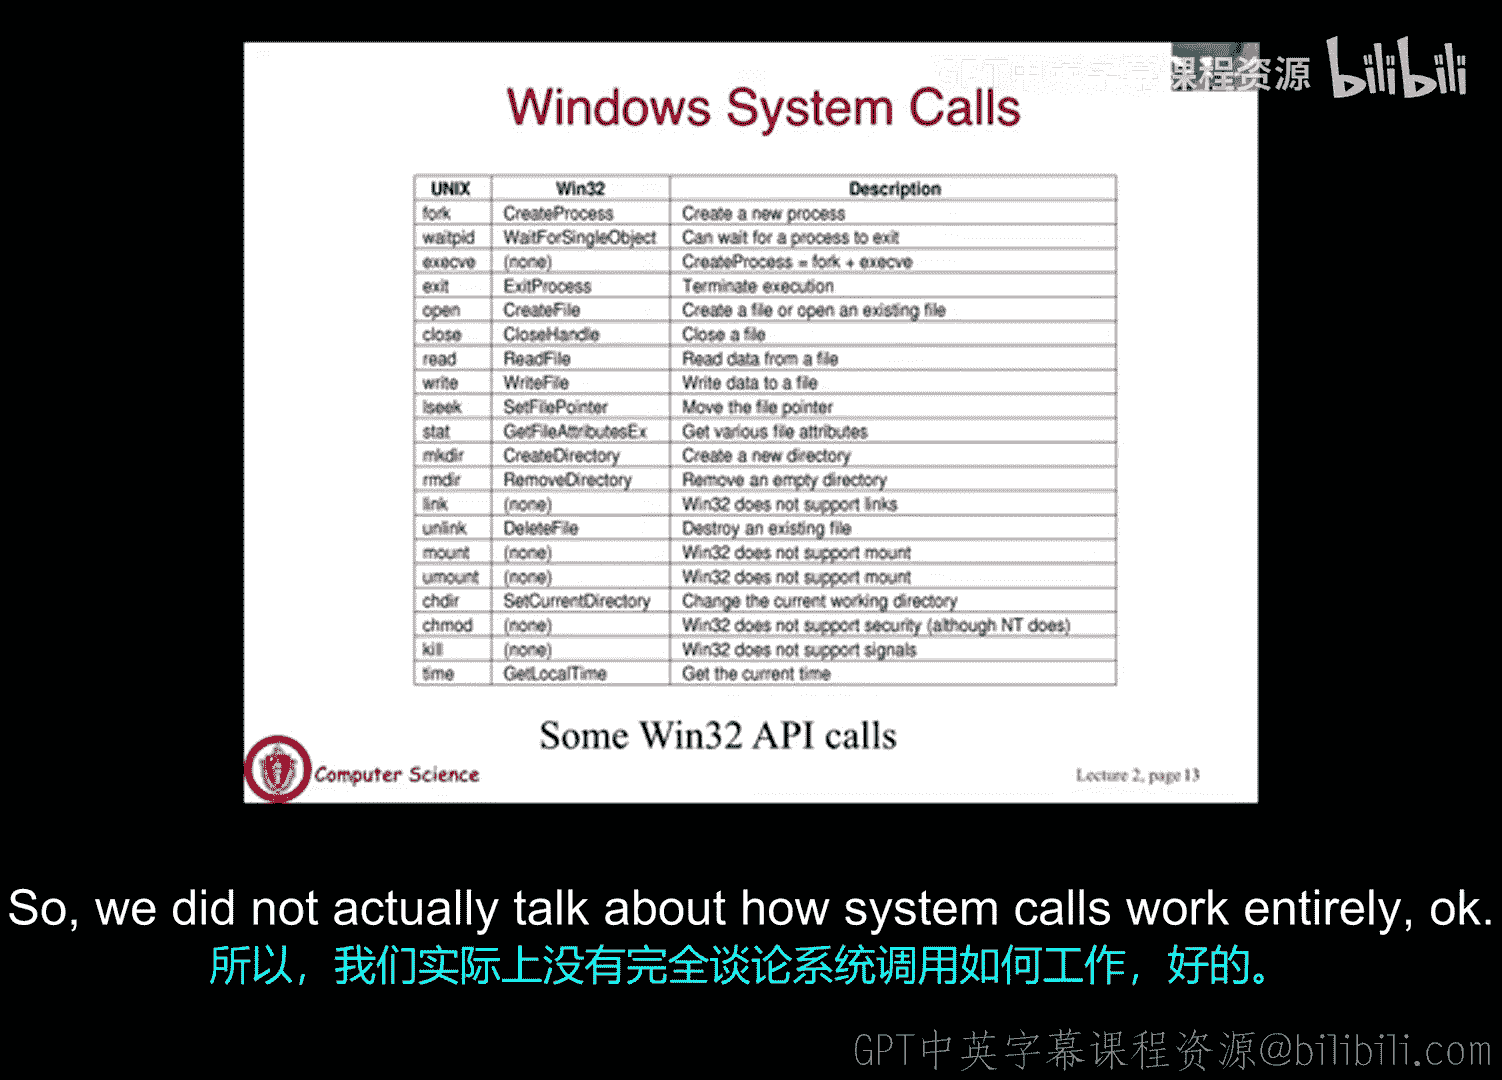 课程资源 bilibili
Windows System Calls
UNIX Win32 Description
fork CreateProcess Create a new process
waitpid WaitForSingleObject Can wait for a process to exit
execve (none) CreateProcess = fork + execve
exit ExitProcess Terminate execution
open CreateFile Create a file or open an existing file
close CloseHandle Close a file
read ReadFile Read data from a file
write WriteFile Write data to a file
lseek SetFilePointer Move the file pointer
stat GetFileAttributesEx Get various file attributes
mkdir CreateDirectory Create a new directory
rmdir RemoveDirectory Remove an empty directory
link (none) Win32 does not support links
unlink DeleteFile Destroy an existing file
mount (none) Win32 does not support mount
umount (none) Win32 does not support mount
chdir SetCurrentDirectory Change the current working directory
chmod (none) Win32 does not support security (although NT does)
kill (none) Win32 does not support signals
time GetLocalTime Get the current time
Some Win32 API calls
Computer Science
Lecture 2, page 13
So, we did not actually talk about how system calls work entirely, ok.
所以，我们实际上没有完全谈论系统调用如何工作，好的。
GPT中英字幕课程资源@bilibili.com